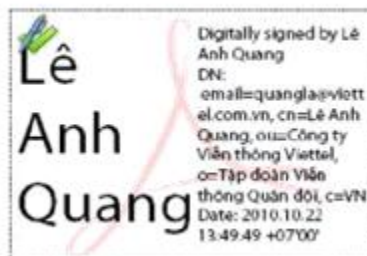 Lê
Anh
Quang
Digitally signed by Lê
Anh Quang
DN:
email=quangla@viett
el.com.vn, cn=Lê Anh
Quang, ou=Công ty
Viễn thông Viettel,
o=Tập đoàn Viễn
thông Quân đội, c=VN
Date: 2010.10.22
13:49:49 +07'00'